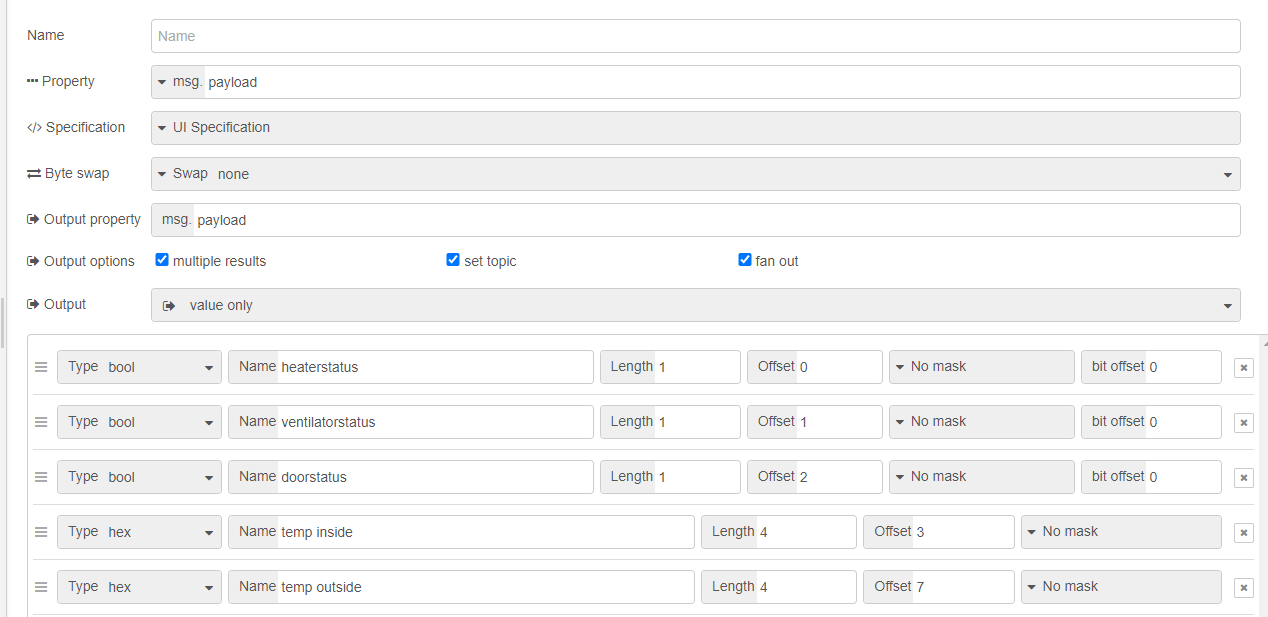 Name Name
Property msg. payload
</> Specification UI Specification
Byte swap Swap none
Output property msg. payload
Output options multiple results set topic fan out
Output value only
Type bool Name heaterstatus Length 1 Offset 0 No mask bit offset 0
Type bool Name ventilatorstatus Length 1 Offset 1 No mask bit offset 0
Type bool Name doorstatus Length 1 Offset 2 No mask bit offset 0
Type hex Name temp inside Length 4 Offset 3 No mask
Type hex Name temp outside Length 4 Offset 7 No mask